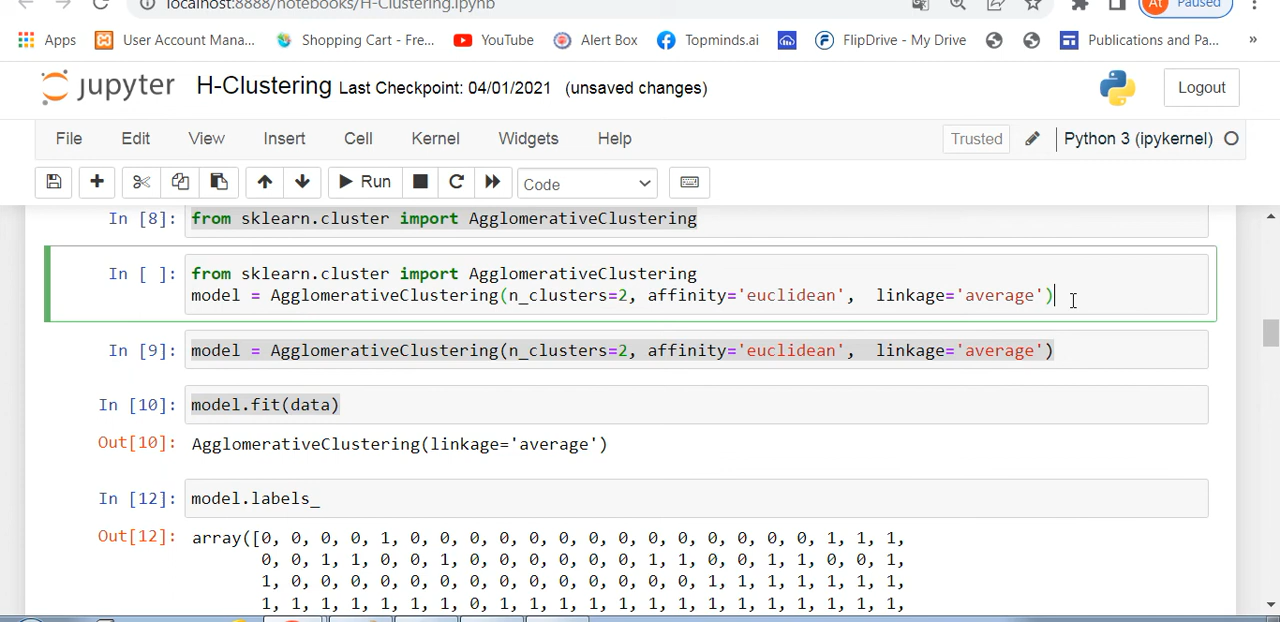 localhost:8888/notebooks/H-Clustering.ipynb
At Paused
Apps User Account Mana... Shopping Cart - Fre... YouTube Alert Box Topminds.ai FlipDrive - My Drive Publications and Pa... »
jupyter H-Clustering Last Checkpoint: 04/01/2021 (unsaved changes) Logout
File Edit View Insert Cell Kernel Widgets Help Trusted Python 3 (ipykernel)
Run Code
In [8]: from sklearn.cluster import AgglomerativeClustering
In [ ]: from sklearn.cluster import AgglomerativeClustering
model = AgglomerativeClustering(n_clusters=2, affinity='euclidean',  linkage='average')
In [9]: model = AgglomerativeClustering(n_clusters=2, affinity='euclidean',  linkage='average')
In [10]: model.fit(data)
Out[10]: AgglomerativeClustering(linkage='average')
In [12]: model.labels_
Out[12]: array([0, 0, 0, 0, 1, 0, 0, 0, 0, 0, 0, 0, 0, 0, 0, 0, 0, 0, 0, 1, 1, 1,
0, 0, 1, 1, 0, 0, 1, 0, 0, 0, 0, 0, 0, 1, 1, 0, 0, 1, 1, 0, 0, 1,
1, 0, 0, 0, 0, 0, 0, 0, 0, 0, 0, 0, 0, 0, 0, 1, 1, 1, 1, 1, 1, 1,
1, 1, 1, 1, 1, 1, 1, 0, 1, 1, 1, 1, 1, 1, 1, 1, 1, 1, 1, 1, 1, 1,